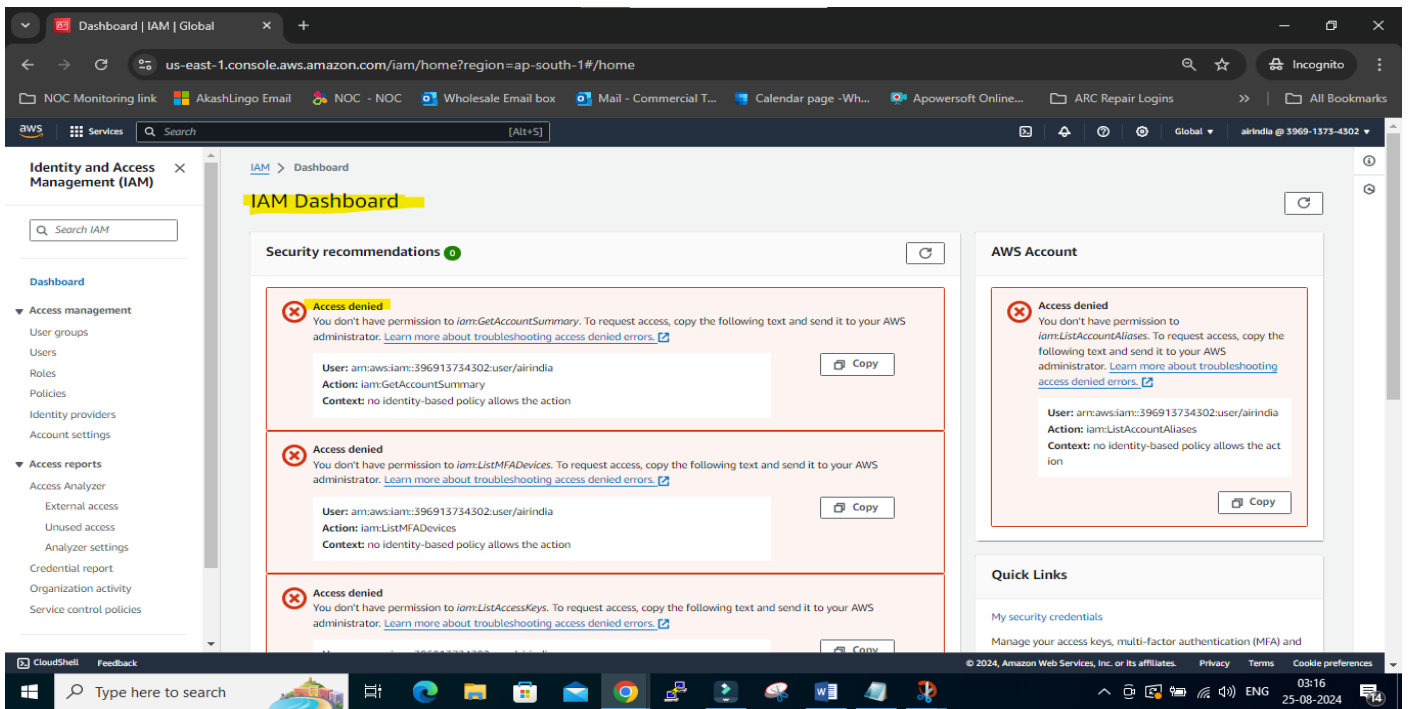 Dashboard | IAM | Global
us-east-1.console.aws.amazon.com/iam/home?region=ap-south-1#/home
Incognito
NOC Monitoring link
AkashLingo Email
NOC - NOC
Wholesale Email box
Mail - Commercial T...
Calendar page -Wh...
Apowersoft Online...
ARC Repair Logins
All Bookmarks
aws
Services
Search
[Alt+S]
Global
airindia @ 3969-1373-4302
Identity and Access
Management (IAM)
Search IAM
Dashboard
Access management
User groups
Users
Roles
Policies
Identity providers
Account settings
Access reports
Access Analyzer
External access
Unused access
Analyzer settings
Credential report
Organization activity
Service control policies
IAM > Dashboard
IAM Dashboard
Security recommendations 0
Access denied
You don't have permission to iam:GetAccountSummary. To request access, copy the following text and send it to your AWS
administrator. Learn more about troubleshooting access denied errors.
User: arn:aws:iam::396913734302:user/airindia
Action: iam:GetAccountSummary
Context: no identity-based policy allows the action
Copy
Access denied
You don't have permission to iam:ListMFADevices. To request access, copy the following text and send it to your AWS
administrator. Learn more about troubleshooting access denied errors.
User: arn:aws:iam::396913734302:user/airindia
Action: iam:ListMFADevices
Context: no identity-based policy allows the action
Copy
Access denied
You don't have permission to iam:ListAccessKeys. To request access, copy the following text and send it to your AWS
administrator. Learn more about troubleshooting access denied errors.
Copy
AWS Account
Access denied
You don't have permission to
iam:ListAccountAliases. To request access, copy the
following text and send it to your AWS
administrator. Learn more about troubleshooting
access denied errors.
User: arn:aws:iam::396913734302:user/airindia
Action: iam:ListAccountAliases
Context: no identity-based policy allows the act
ion
Copy
Quick Links
My security credentials
Manage your access keys, multi-factor authentication (MFA) and
CloudShell
Feedback
© 2024, Amazon Web Services, Inc. or its affiliates.
Privacy
Terms
Cookie preferences
Type here to search
ENG
03:16
25-08-2024
14